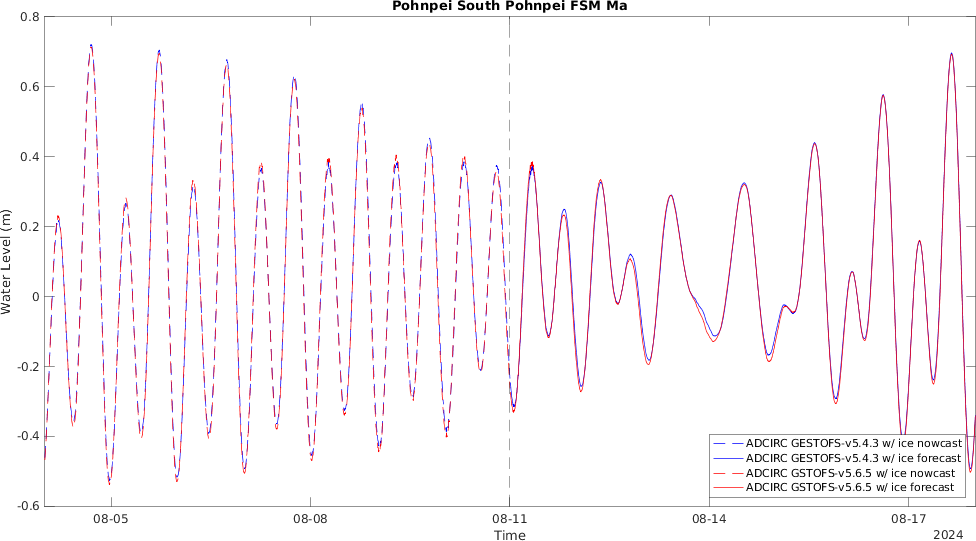 Pohnpei South Pohnpei FSM Ma
0.8
0.6
0.4
0.2
0
-0.2
-0.4
-0.6
Water Level (m)
08-05
08-08
08-11
08-14
08-17
Time
2024
ADCIRC GESTOFS-v5.4.3 w/ ice nowcast
ADCIRC GESTOFS-v5.4.3 w/ ice forecast
ADCIRC GSTOFS-v5.6.5 w/ ice nowcast
ADCIRC GSTOFS-v5.6.5 w/ ice forecast